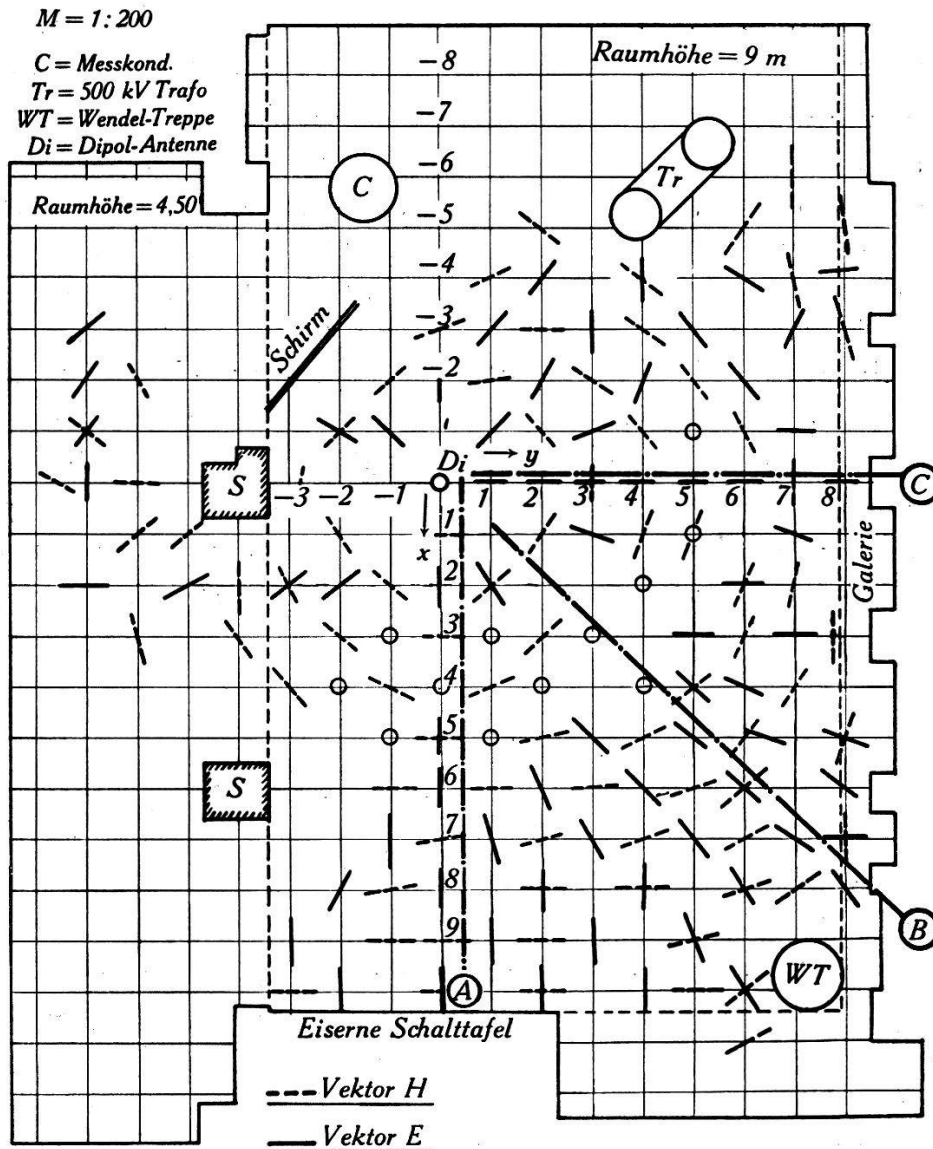 M = 1:200
C = Messkond.
Tr = 500 kV Trafo
WT = Wendel-Treppe
Di = Dipol-Antenne
Raumhöhe = 9 m
Raumhöhe = 4,50
-8
-7
-6
-5
-4
-3
-2
C
Tr
Schirm
Di
→ y
S
-3 -2 -1
1 2 3 4 5 6 7 8
C
↓ x
1
2
3
4
5
6
7
8
9
Galerie
S
B
A
WT
Eiserne Schalttafel
Vektor H
Vektor E